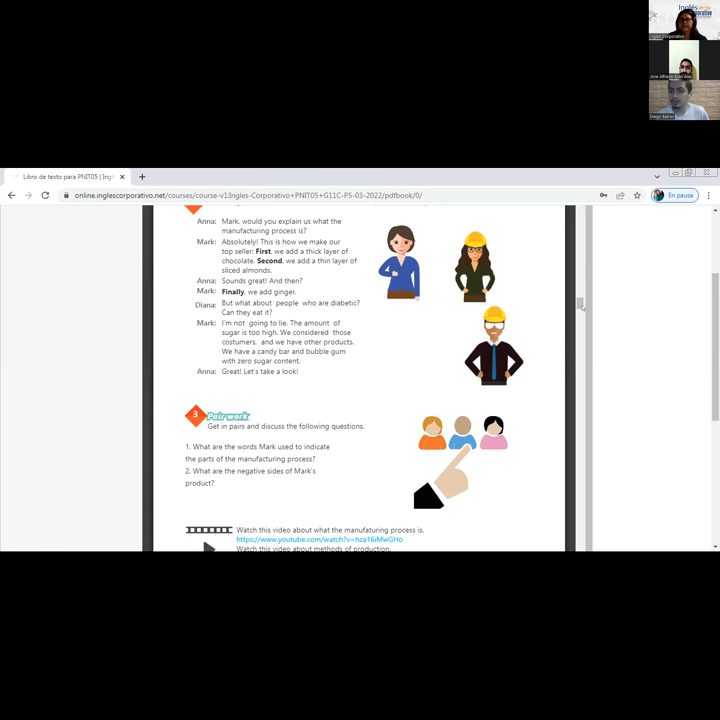 Inglés
Corporativo
Inglés Corporativo
Diego
Libro de texto para PNIT05 | Ingl
online.inglescorporativo.net/courses/course-v1:Ingles-Corporativo+PNIT05+G11C-P5-03-2022/pdfbook/0/
En pausa
Anna: Mark, would you explain us what the
manufacturing process is?
Mark: Absolutely! This is how we make our
top seller: First, we add a thick layer of
chocolate. Second, we add a thin layer of
sliced almonds.
Anna: Sounds great! And then?
Mark: Finally, we add ginger.
Diana: But what about people who are diabetic?
Can they eat it?
Mark: I'm not going to lie. The amount of
sugar is too high. We considered those
costumers, and we have other products.
We have a candy bar and bubble gum
with zero sugar content.
Anna: Great! Let's take a look!
3 Pair work
Get in pairs and discuss the following questions.
1. What are the words Mark used to indicate
the parts of the manufacturing process?
2. What are the negative sides of Mark's
product?
Watch this video about what the manufaturing process is.
https://www.youtube.com/watch?v=hza16iMwGHo
Watch this video about methods of production.